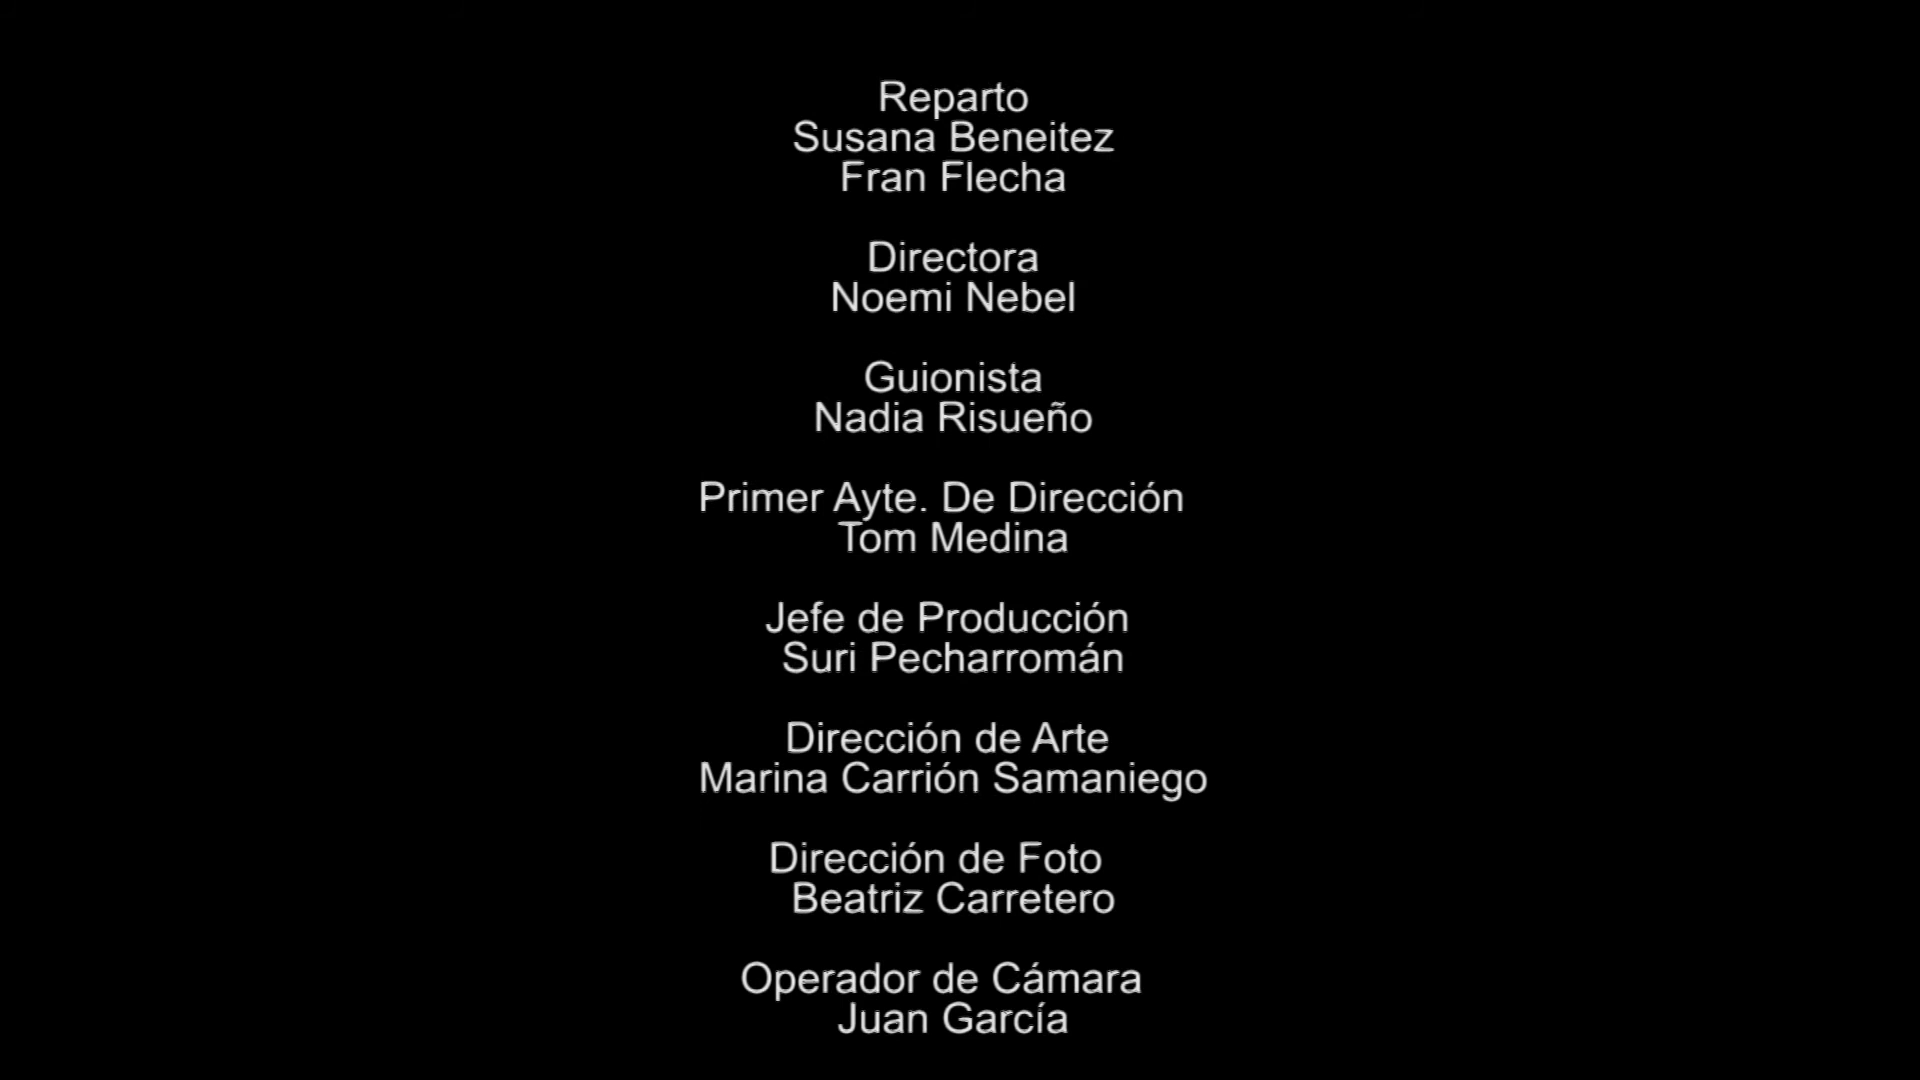 Reparto
Susana Beneitez
Fran Flecha
Directora
Noemi Nebel
Guionista
Nadia Risueño
Primer Ayte. De Dirección
Tom Medina
Jefe de Producción
Suri Pecharromán
Dirección de Arte
Marina Carrión Samaniego
Dirección de Foto
Beatriz Carretero
Operador de Cámara
Juan García